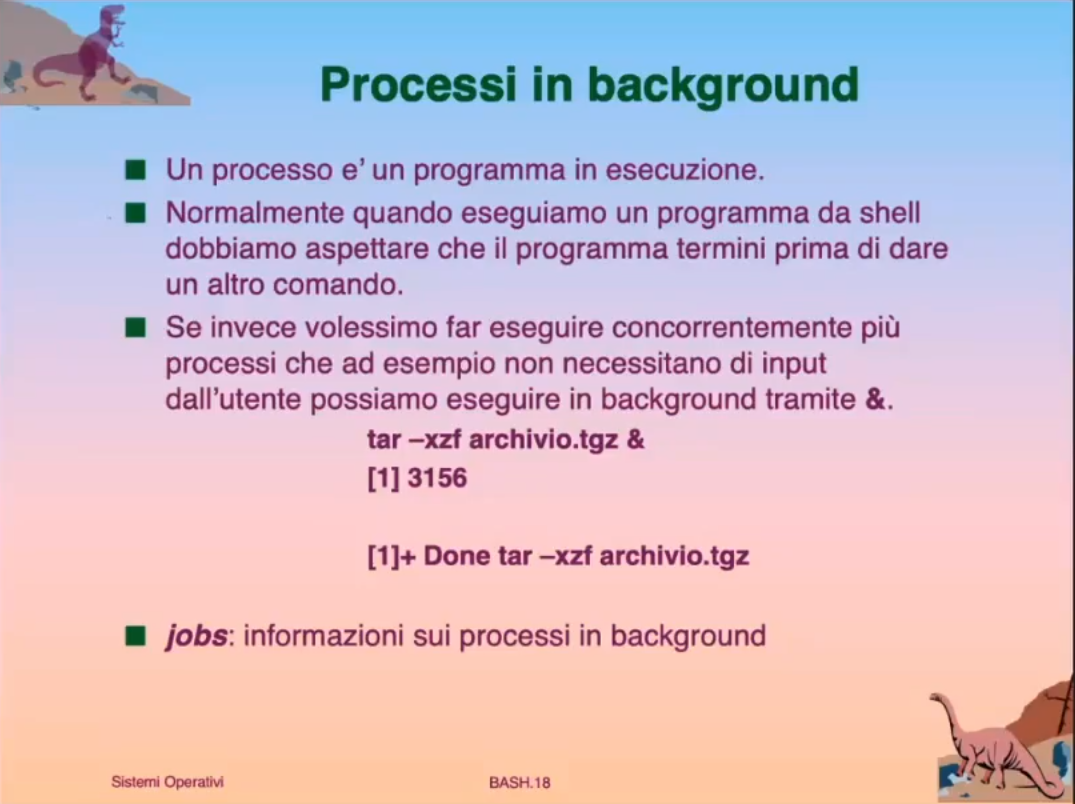 Processi in background
Un processo e' un programma in esecuzione.
Normalmente quando eseguiamo un programma da shell
dobbiamo aspettare che il programma termini prima di dare
un altro comando.
Se invece volessimo far eseguire concorrentemente più
processi che ad esempio non necessitano di input
dall'utente possiamo eseguire in background tramite &.
tar –xzf archivio.tgz &
[1] 3156
[1]+ Done tar –xzf archivio.tgz
jobs: informazioni sui processi in background
Sistemi Operativi
BASH.18